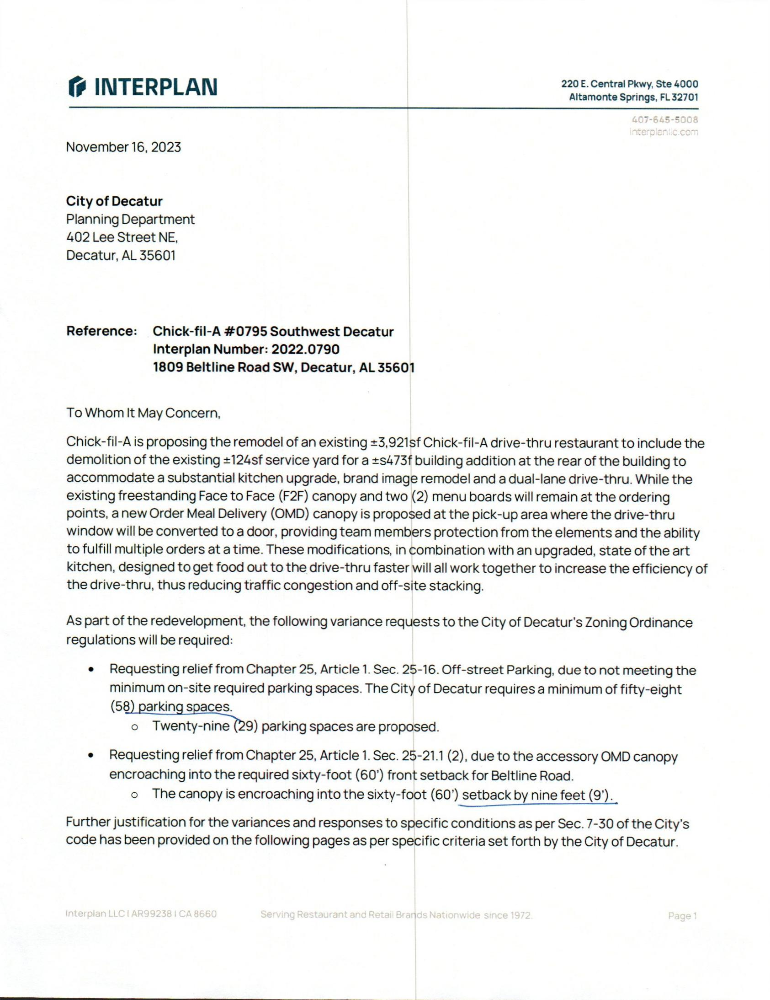 INTERPLAN
220 E. Central Pkwy, Ste 4000
Altamonte Springs, FL 32701
407-645-5008
interplanllc.com
November 16, 2023
City of Decatur
Planning Department
402 Lee Street NE,
Decatur, AL 35601
Reference: Chick-fil-A #0795 Southwest Decatur
Interplan Number: 2022.0790
1809 Beltline Road SW, Decatur, AL 35601
To Whom It May Concern,
Chick-fil-A is proposing the remodel of an existing ±3,921sf Chick-fil-A drive-thru restaurant to include the
demolition of the existing ±124sf service yard for a ±s473f building addition at the rear of the building to
accommodate a substantial kitchen upgrade, brand image remodel and a dual-lane drive-thru. While the
existing freestanding Face to Face (F2F) canopy and two (2) menu boards will remain at the ordering
points, a new Order Meal Delivery (OMD) canopy is proposed at the pick-up area where the drive-thru
window will be converted to a door, providing team members protection from the elements and the ability
to fulfill multiple orders at a time. These modifications, in combination with an upgraded, state of the art
kitchen, designed to get food out to the drive-thru faster will all work together to increase the efficiency of
the drive-thru, thus reducing traffic congestion and off-site stacking.
As part of the redevelopment, the following variance requests to the City of Decatur's Zoning Ordinance
regulations will be required:
• Requesting relief from Chapter 25, Article 1. Sec. 25-16. Off-street Parking, due to not meeting the
minimum on-site required parking spaces. The City of Decatur requires a minimum of fifty-eight
(58) parking spaces.
o Twenty-nine (29) parking spaces are proposed.
• Requesting relief from Chapter 25, Article 1. Sec. 25-21.1 (2), due to the accessory OMD canopy
encroaching into the required sixty-foot (60') front setback for Beltline Road.
o The canopy is encroaching into the sixty-foot (60') setback by nine feet (9').
Further justification for the variances and responses to specific conditions as per Sec. 7-30 of the City's
code has been provided on the following pages as per specific criteria set forth by the City of Decatur.
Interplan LLC | AR99238 | CA 8660 Serving Restaurant and Retail Brands Nationwide since 1972. Page 1